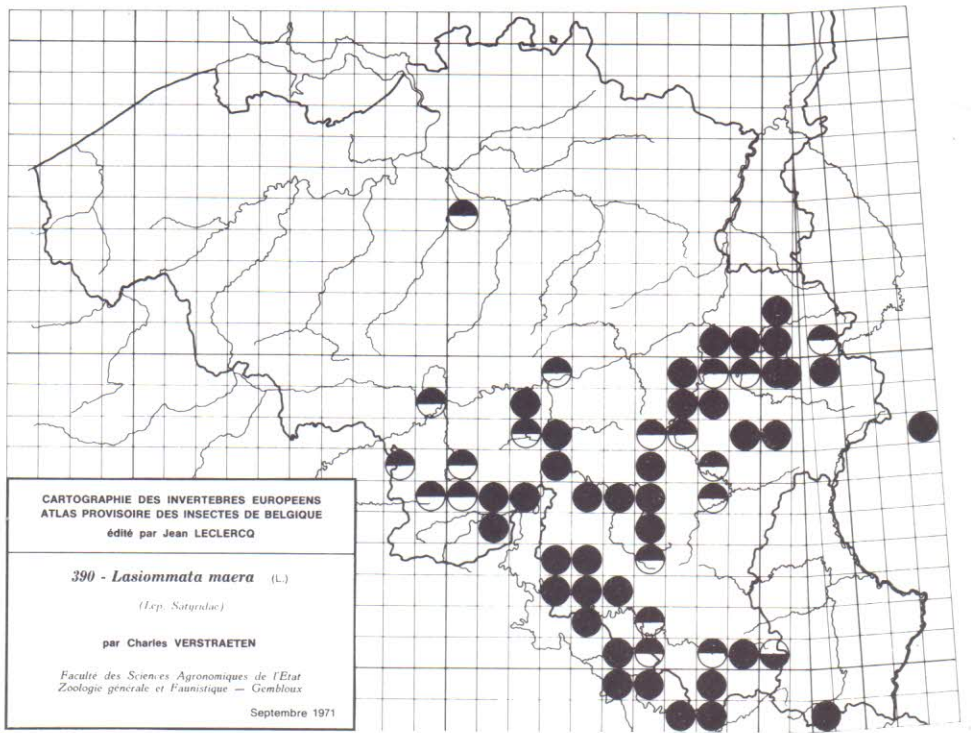 CARTOGRAPHIE DES INVERTEBRES EUROPEENS
ATLAS PROVISOIRE DES INSECTES DE BELGIQUE
édité par Jean LECLERCQ
390 - Lasiommata maera (L.)
(Lep. Satyridae)
par Charles VERSTRAETEN
Faculté des Sciences Agronomiques de l'Etat
Zoologie générale et Faunistique — Gembloux
Septembre 1971